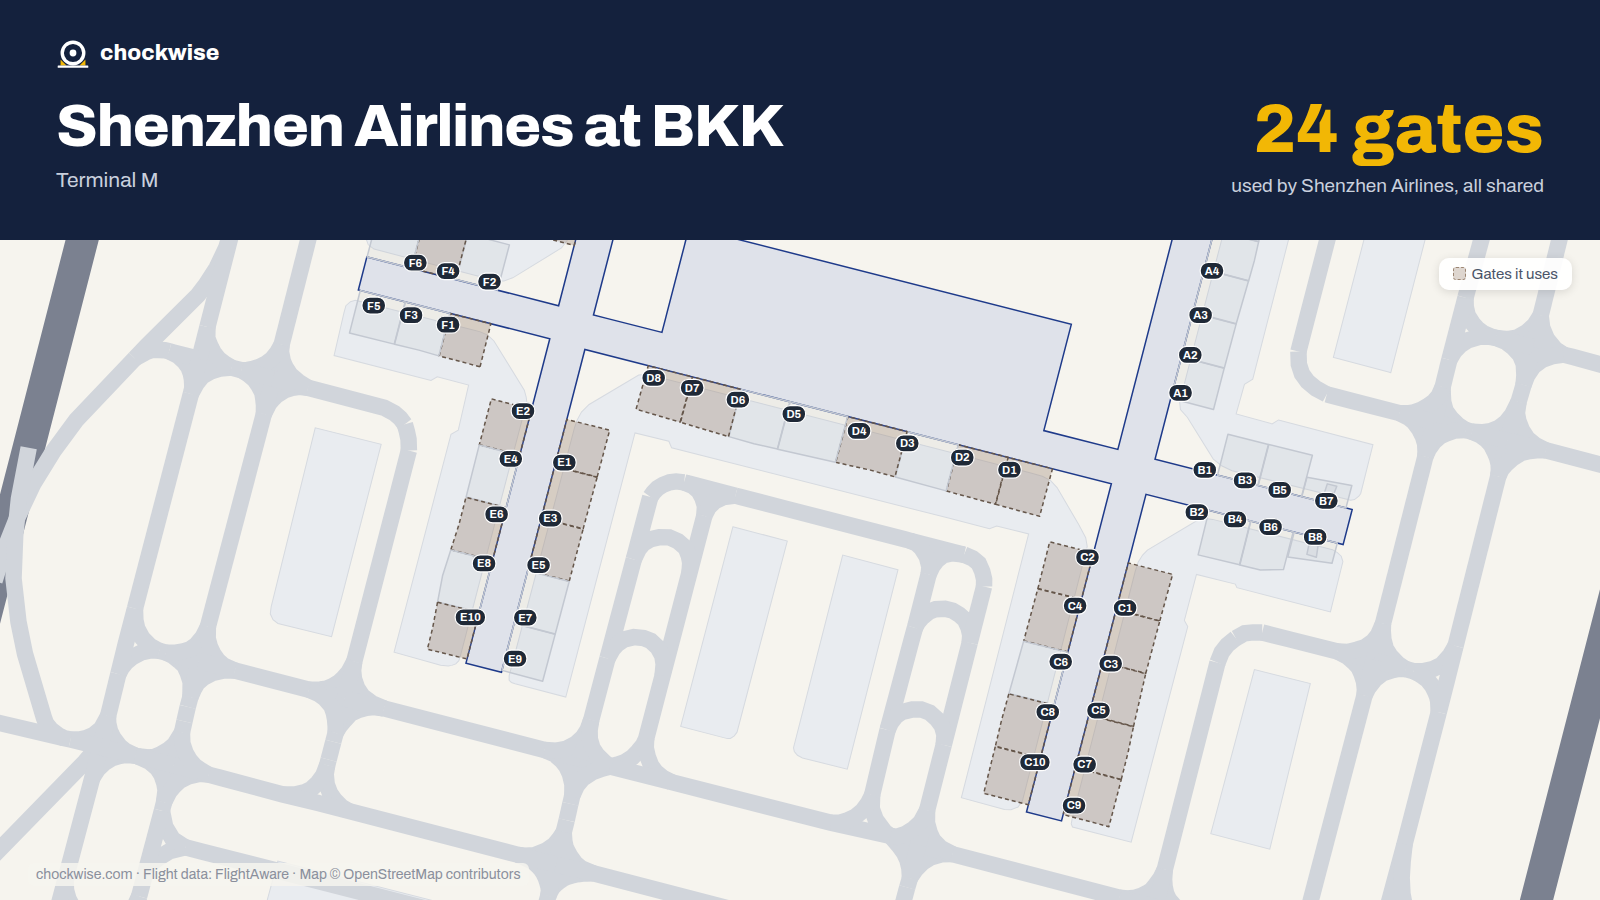 chockwise
Shenzhen Airlines at BKK
Terminal M
24 gates
used by Shenzhen Airlines, all shared
Gates it uses
F6
F4
F2
F5
F3
F1
A4
A3
A2
A1
D8
D7
D6
D5
D4
D3
D2
D1
E2
E4
E1
E6
E3
E8
E5
E10
E7
E9
B1
B3
B5
B7
B2
B4
B6
B8
C2
C4
C1
C6
C3
C8
C5
C10
C7
C9
chockwise.com · Flight data: FlightAware · Map © OpenStreetMap contributors